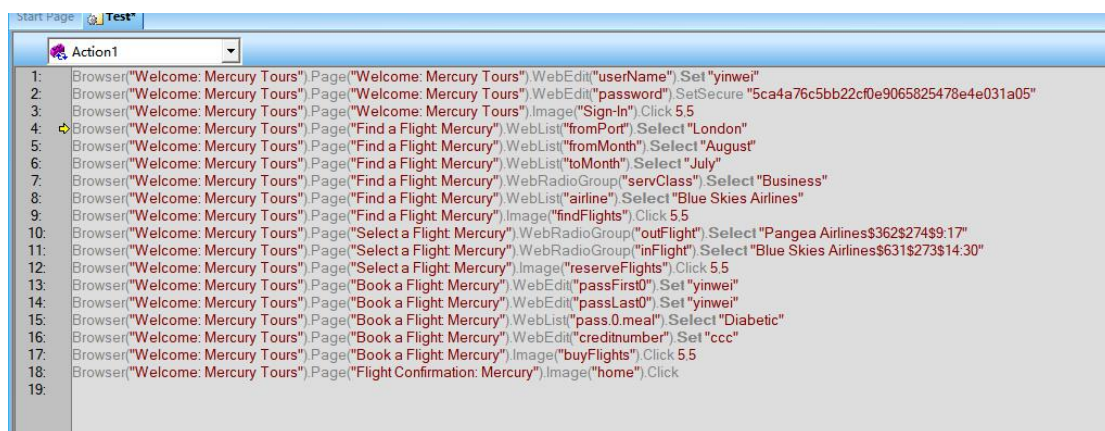 Start Page Test*
Action1
1: Browser("Welcome: Mercury Tours").Page("Welcome: Mercury Tours").WebEdit("userName").Set "yinwei"
2: Browser("Welcome: Mercury Tours").Page("Welcome: Mercury Tours").WebEdit("password").SetSecure "5ca4a76c5bb22cf0e9065825478e4e031a05"
3: Browser("Welcome: Mercury Tours").Page("Welcome: Mercury Tours").Image("Sign-In").Click 5,5
4: Browser("Welcome: Mercury Tours").Page("Find a Flight: Mercury").WebList("fromPort").Select "London"
5: Browser("Welcome: Mercury Tours").Page("Find a Flight: Mercury").WebList("fromMonth").Select "August"
6: Browser("Welcome: Mercury Tours").Page("Find a Flight: Mercury").WebList("toMonth").Select "July"
7: Browser("Welcome: Mercury Tours").Page("Find a Flight: Mercury").WebRadioGroup("servClass").Select "Business"
8: Browser("Welcome: Mercury Tours").Page("Find a Flight: Mercury").WebList("airline").Select "Blue Skies Airlines"
9: Browser("Welcome: Mercury Tours").Page("Find a Flight: Mercury").Image("findFlights").Click 5,5
10: Browser("Welcome: Mercury Tours").Page("Select a Flight: Mercury").WebRadioGroup("outFlight").Select "Pangea Airlines$362$274$9:17"
11: Browser("Welcome: Mercury Tours").Page("Select a Flight: Mercury").WebRadioGroup("inFlight").Select "Blue Skies Airlines$631$273$14:30"
12: Browser("Welcome: Mercury Tours").Page("Select a Flight: Mercury").Image("reserveFlights").Click 5,5
13: Browser("Welcome: Mercury Tours").Page("Book a Flight: Mercury").WebEdit("passFirst0").Set "yinwei"
14: Browser("Welcome: Mercury Tours").Page("Book a Flight: Mercury").WebEdit("passLast0").Set "yinwei"
15: Browser("Welcome: Mercury Tours").Page("Book a Flight: Mercury").WebList("pass.0.meal").Select "Diabetic"
16: Browser("Welcome: Mercury Tours").Page("Book a Flight: Mercury").WebEdit("creditnumber").Set "ccc"
17: Browser("Welcome: Mercury Tours").Page("Book a Flight: Mercury").Image("buyFlights").Click 5,5
18: Browser("Welcome: Mercury Tours").Page("Flight Confirmation: Mercury").Image("home").Click
19: